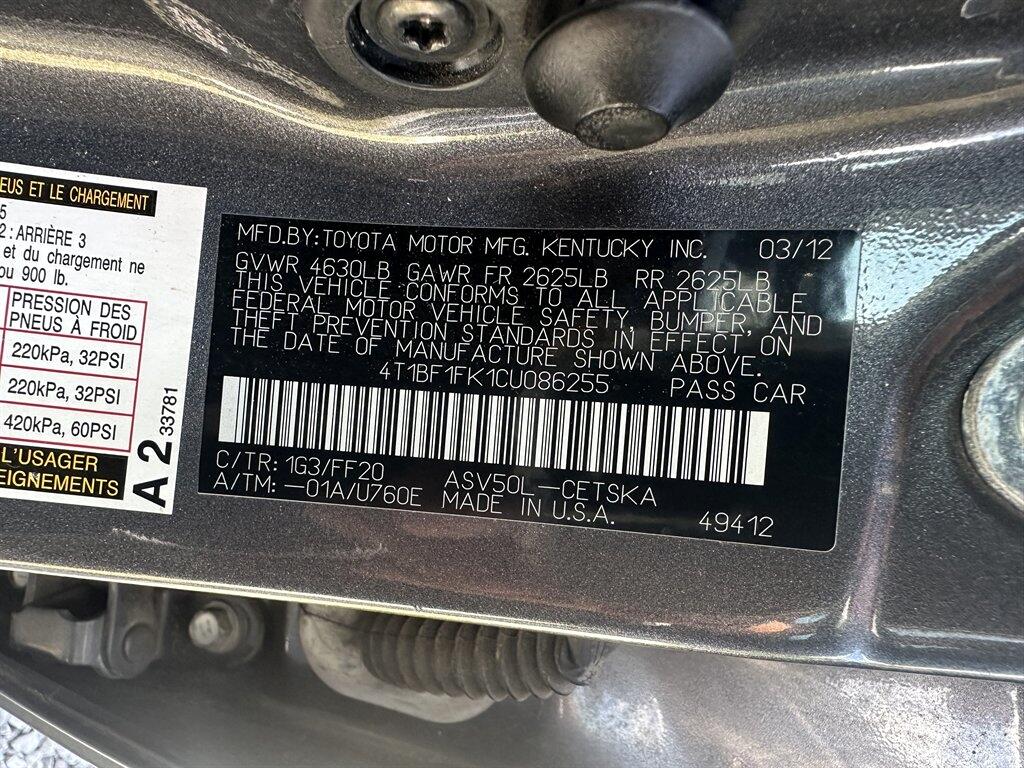 EUS ET LE CHARGEMENT
5
2 : ARRIÈRE 3
et du chargement ne
ou 900 lb.
PRESSION DES
PNEUS À FROID
220kPa, 32PSI
220kPa, 32PSI
420kPa, 60PSI
L'USAGER
EIGNEMENTS
A2 33781
MFD.BY:TOYOTA MOTOR MFG. KENTUCKY INC. 03/12
GVWR 4630LB GAWR FR 2625LB RR 2625LB
THIS VEHICLE CONFORMS TO ALL APPLICABLE
FEDERAL MOTOR VEHICLE SAFETY, BUMPER, AND
THEFT PREVENTION STANDARDS IN EFFECT ON
THE DATE OF MANUFACTURE SHOWN ABOVE.
4T1BF1FK1CU086255 PASS CAR
C/TR: 1G3/FF20 ASV50L-CETSKA
A/TM: -01A/U760E MADE IN U.S.A. 49412